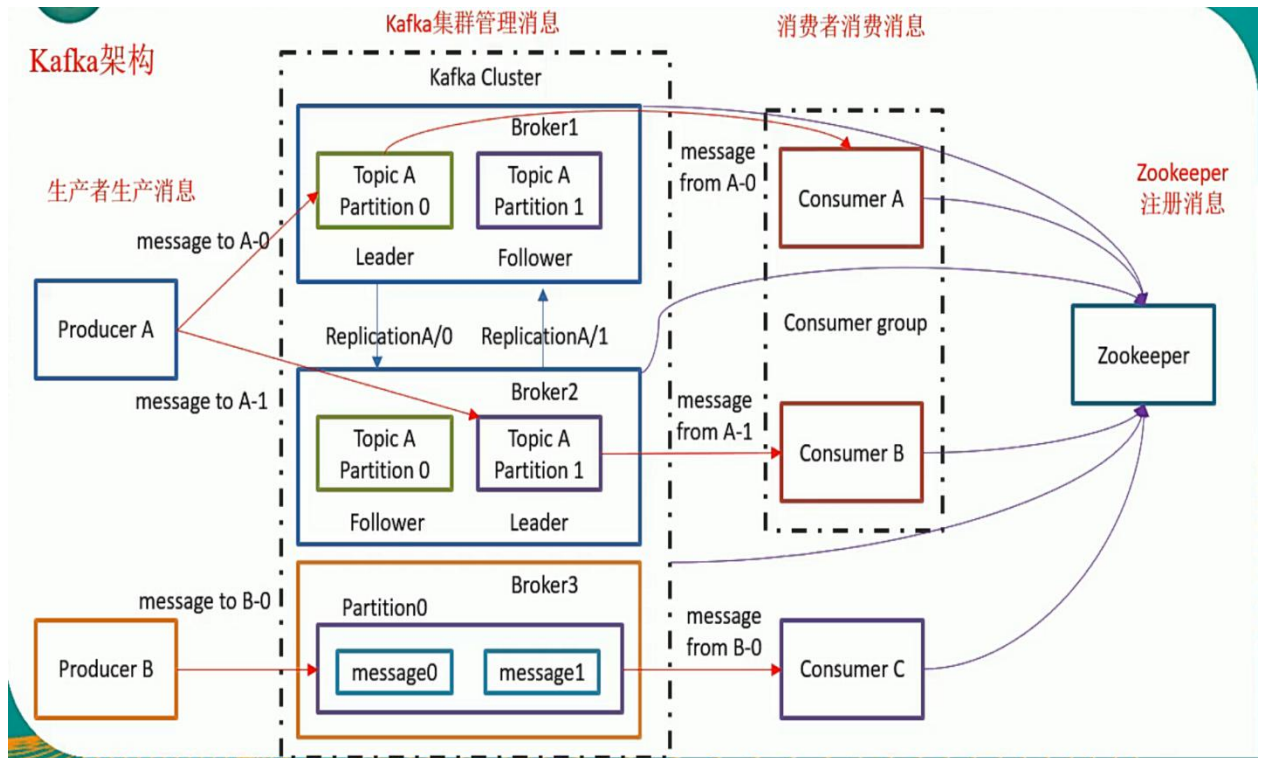 Kafka架构
Kafka集群管理消息
消费者消费消息
Kafka Cluster
Broker1
Topic A
Partition 0
Topic A
Partition 1
Leader
Follower
message
from A-0
Consumer A
Zookeeper
注册消息
生产者生产消息
message to A-0
Producer A
message to A-1
ReplicationA/0
ReplicationA/1
Consumer group
Zookeeper
Broker2
Topic A
Partition 0
Topic A
Partition 1
Follower
Leader
message
from A-1
Consumer B
message to B-0
Producer B
Broker3
Partition0
message0
message1
message
from B-0
Consumer C